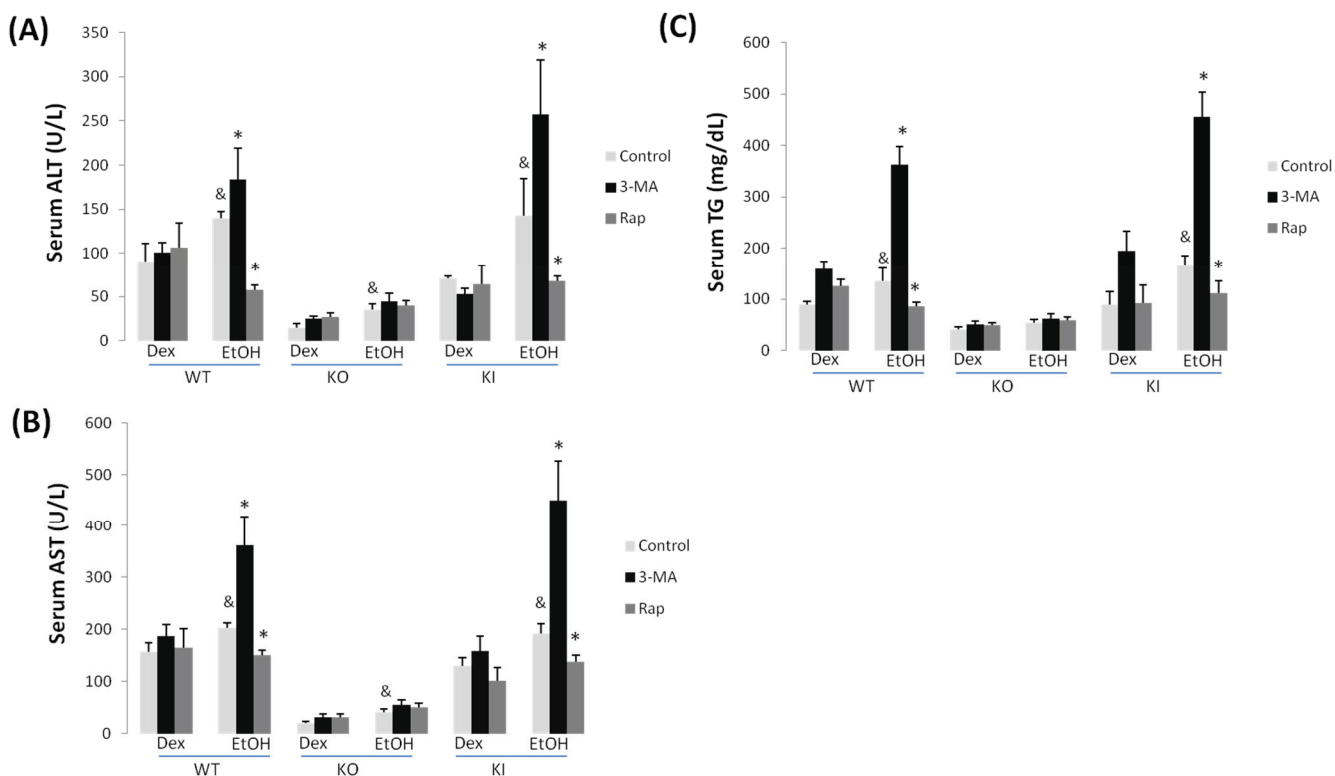 (A)
Serum ALT (U/L)
350
300
250
200
150
100
50
0
&
*
*
&
&
*
*
Dex EtOH Dex EtOH Dex EtOH
WT KO KI
Control
3-MA
Rap
(C)
Serum TG (mg/dL)
600
500
400
300
200
100
0
&
*
*
&
*
*
Dex EtOH Dex EtOH Dex EtOH
WT KO KI
Control
3-MA
Rap
(B)
Serum AST (U/L)
600
500
400
300
200
100
0
&
*
*
&
&
*
*
Dex EtOH Dex EtOH Dex EtOH
WT KO KI
Control
3-MA
Rap